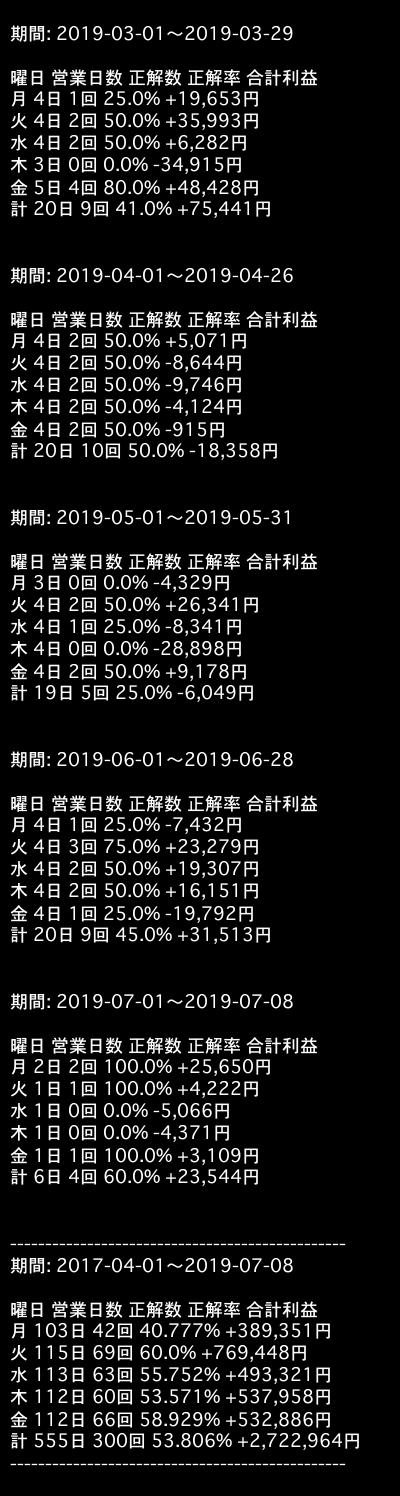 期間: 2019-03-01〜2019-03-29
曜日 営業日数 正解数 正解率 合計利益
月 4日 1回 25.0% +19,653円
火 4日 2回 50.0% +35,993円
水 4日 2回 50.0% +6,282円
木 3日 0回 0.0% -34,915円
金 5日 4回 80.0% +48,428円
計 20日 9回 41.0% +75,441円
期間: 2019-04-01〜2019-04-26
曜日 営業日数 正解数 正解率 合計利益
月 4日 2回 50.0% +5,071円
火 4日 2回 50.0% -8,644円
水 4日 2回 50.0% -9,746円
木 4日 2回 50.0% -4,124円
金 4日 2回 50.0% -915円
計 20日 10回 50.0% -18,358円
期間: 2019-05-01〜2019-05-31
曜日 営業日数 正解数 正解率 合計利益
月 3日 0回 0.0% -4,329円
火 4日 2回 50.0% +26,341円
水 4日 1回 25.0% -8,341円
木 4日 0回 0.0% -28,898円
金 4日 2回 50.0% +9,178円
計 19日 5回 25.0% -6,049円
期間: 2019-06-01〜2019-06-28
曜日 営業日数 正解数 正解率 合計利益
月 4日 1回 25.0% -7,432円
火 4日 3回 75.0% +23,279円
水 4日 2回 50.0% +19,307円
木 4日 2回 50.0% +16,151円
金 4日 1回 25.0% -19,792円
計 20日 9回 45.0% +31,513円
期間: 2019-07-01〜2019-07-08
曜日 営業日数 正解数 正解率 合計利益
月 2日 2回 100.0% +25,650円
火 1日 1回 100.0% +4,222円
水 1日 0回 0.0% -5,066円
木 1日 0回 0.0% -4,371円
金 1日 1回 100.0% +3,109円
計 6日 4回 60.0% +23,544円
------------------------------------------------
期間: 2017-04-01〜2019-07-08
曜日 営業日数 正解数 正解率 合計利益
月 103日 42回 40.777% +389,351円
火 115日 69回 60.0% +769,448円
水 113日 63回 55.752% +493,321円
木 112日 60回 53.571% +537,958円
金 112日 66回 58.929% +532,886円
計 555日 300回 53.806% +2,722,964円
------------------------------------------------